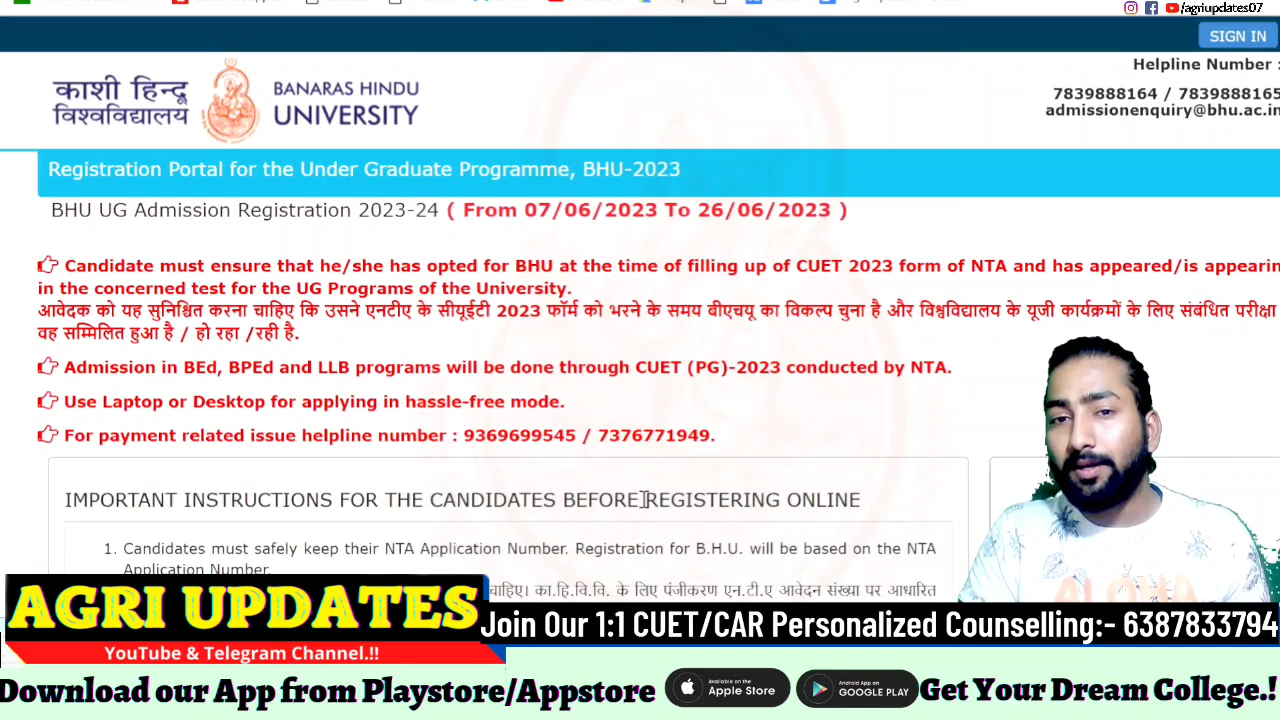 /agriupdates07
SIGN IN
काशी हिन्दू
विश्वविद्यालय
BANARAS HINDU
UNIVERSITY
Helpline Number :
7839888164 / 7839888165
admissionenquiry@bhu.ac.in
Registration Portal for the Under Graduate Programme, BHU-2023
BHU UG Admission Registration 2023-24 ( From 07/06/2023 To 26/06/2023 )
Candidate must ensure that he/she has opted for BHU at the time of filling up of CUET 2023 form of NTA and has appeared/is appearin
in the concerned test for the UG Programs of the University.
आवेदक को यह सुनिश्चित करना चाहिए कि उसने एनटीए के सीयूईटी 2023 फॉर्म को भरने के समय बीएचयू का विकल्प चुना है और विश्वविद्यालय के यूजी कार्यक्रमों के लिए संबंधित परीक्षा
वह सम्मिलित हुआ है / हो रहा /रही है.
Admission in BEd, BPEd and LLB programs will be done through CUET (PG)-2023 conducted by NTA.
Use Laptop or Desktop for applying in hassle-free mode.
For payment related issue helpline number : 9369699545 / 7376771949.
IMPORTANT INSTRUCTIONS FOR THE CANDIDATES BEFORE REGISTERING ONLINE
1. Candidates must safely keep their NTA Application Number. Registration for B.H.U. will be based on the NTA
Application Number.
चाहिए। का.हि.वि.वि. के लिए पंजीकरण एन.टी.ए आवेदन संख्या पर आधारित
ALOHA
AGRI UPDATES
Join Our 1:1 CUET/CAR Personalized Counselling:- 6387833794
YouTube & Telegram Channel.!!
Download our App from Playstore/Appstore
Available on the
Apple Store
Android App on
GOOGLE PLAY
Get Your Dream College.!